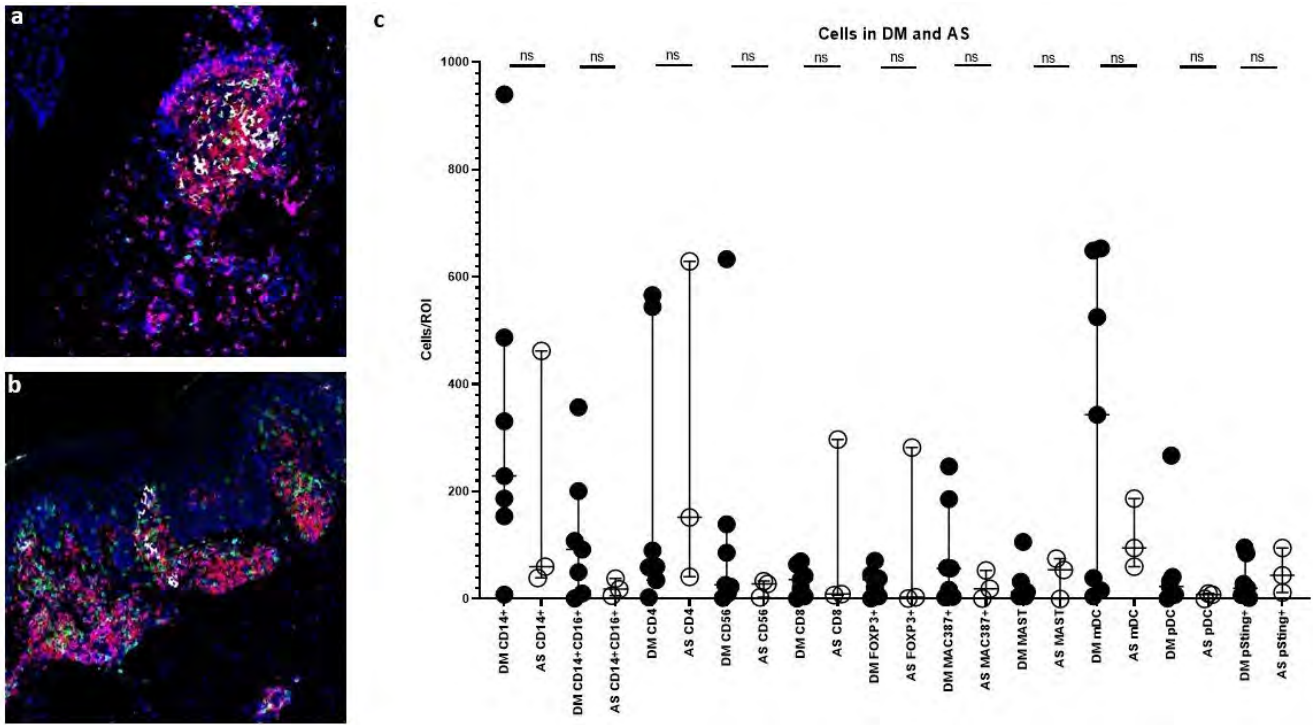 a
b
c
Cells in DM and AS
ns ns ns ns ns ns ns ns ns ns ns
Cells/ROI
1000
800
600
400
200
0
DM CD14+
AS CD14+
DM CD14+CD16+
AS CD14+CD16+
DM CD4
AS CD4
DM CD56
AS CD56
DM CD8
AS CD8
DM FOXP3+
AS FOXP3+
DM MAC387+
AS MAC387+
DM MAST
AS MAST
DM mDC
AS mDC
DM pDC
AS pDC
DM pSting+
AS pSting+